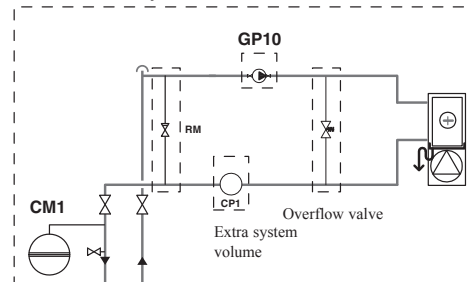 GP10
RM
CP1
CM1
Overflow valve
Extra system
volume